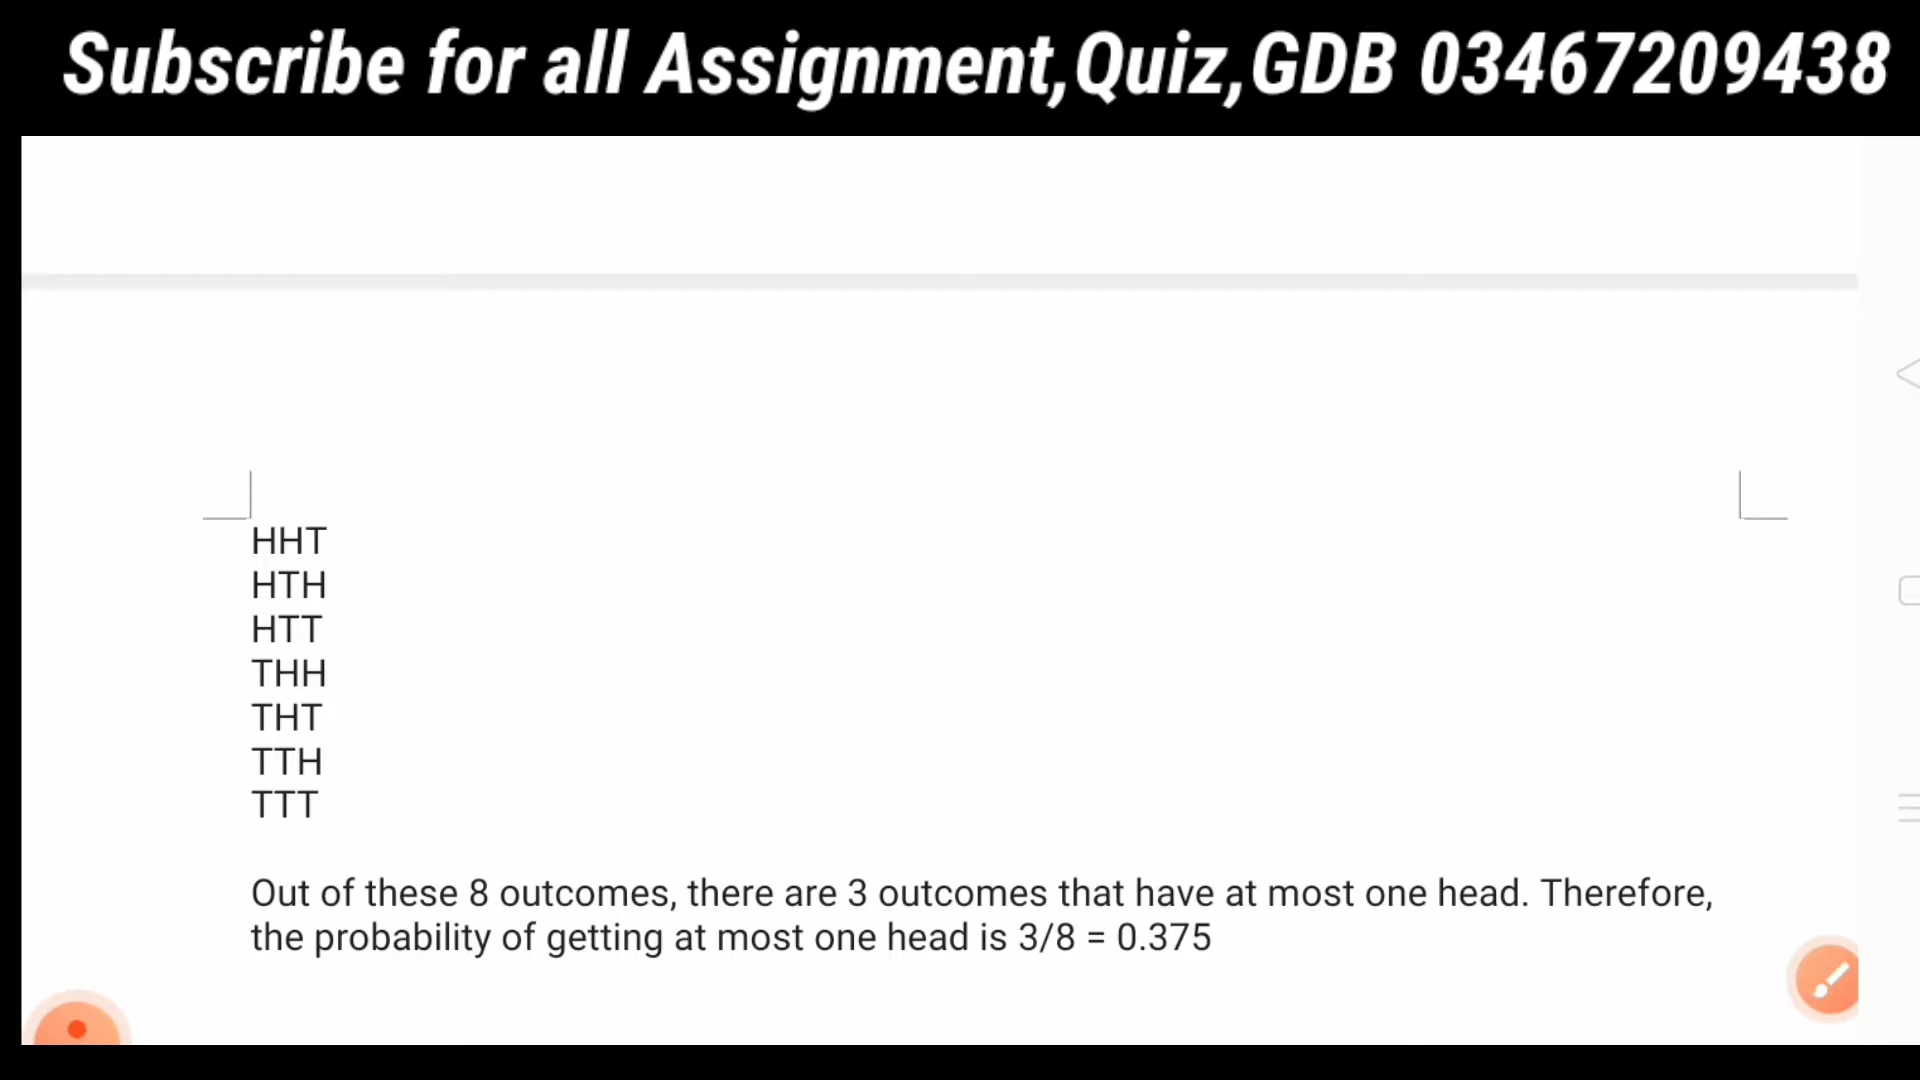 Subscribe for all Assignment,Quiz,GDB 03467209438
HHT
HTH
HTT
THH
THT
TTH
TTT
Out of these 8 outcomes, there are 3 outcomes that have at most one head. Therefore,
the probability of getting at most one head is 3/8 = 0.375